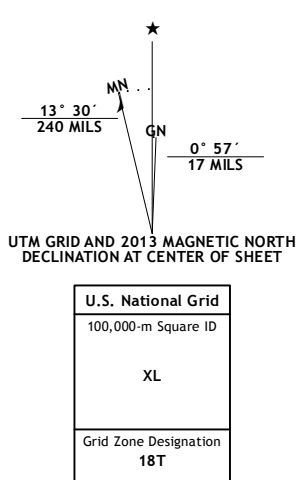 ★
MN
GN
13° 30´
240 MILS
0° 57´
17 MILS
UTM GRID AND 2013 MAGNETIC NORTH
DECLINATION AT CENTER OF SHEET
U.S. National Grid
100,000-m Square ID
XL
Grid Zone Designation
18T